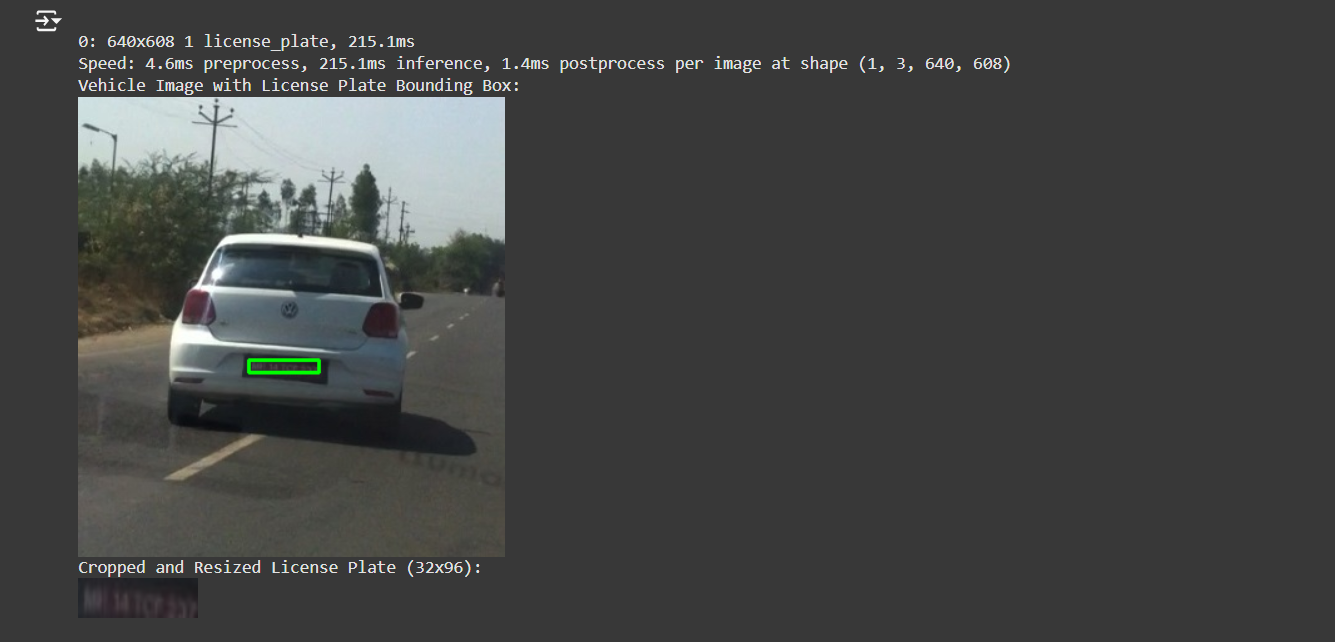 0: 640x608 1 license_plate, 215.1ms
Speed: 4.6ms preprocess, 215.1ms inference, 1.4ms postprocess per image at shape (1, 3, 640, 608)
Vehicle Image with License Plate Bounding Box:
Cropped and Resized License Plate (32x96):